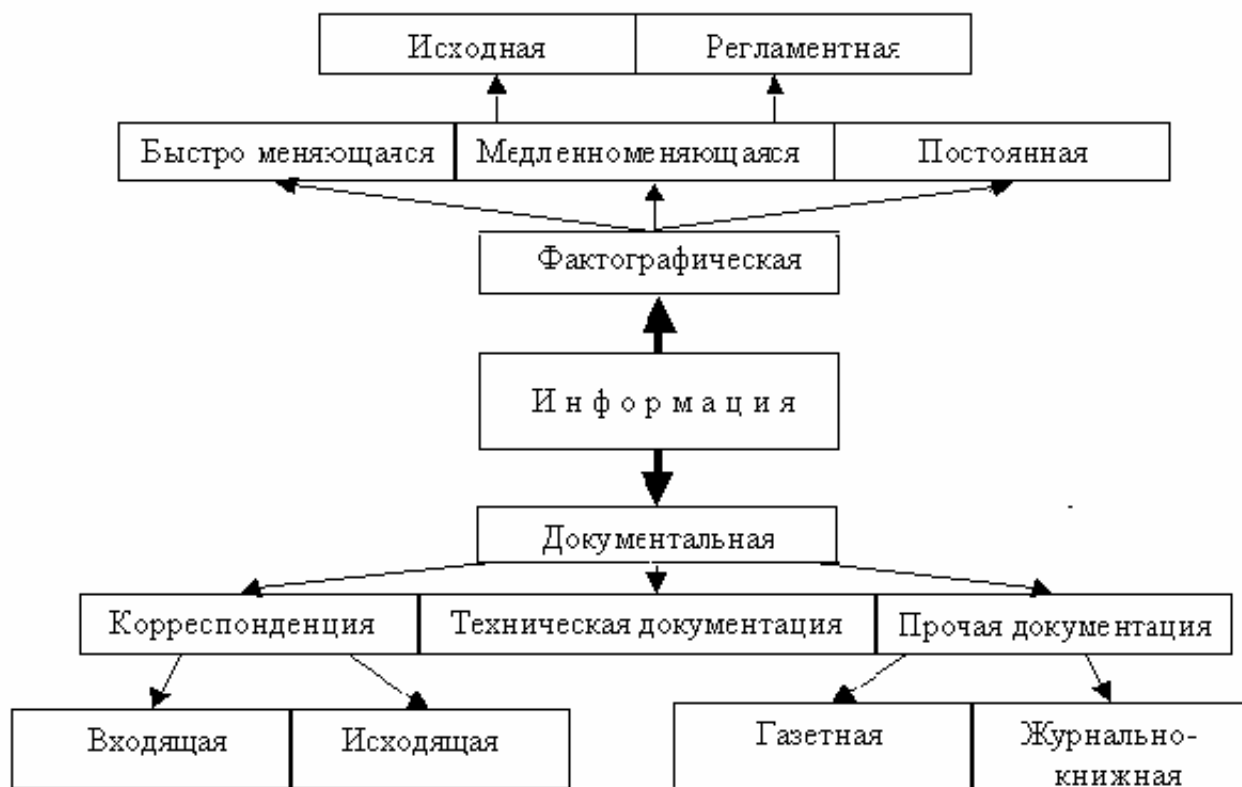 Исходная
Регламентная
Быстро меняющаяся
Медленноменяющаяся
Постоянная
Фактографическая
Информация
Документальная
Корреспонденция
Техническая документация
Прочая документация
Входящая
Исходящая
Газетная
Журнально-
книжная